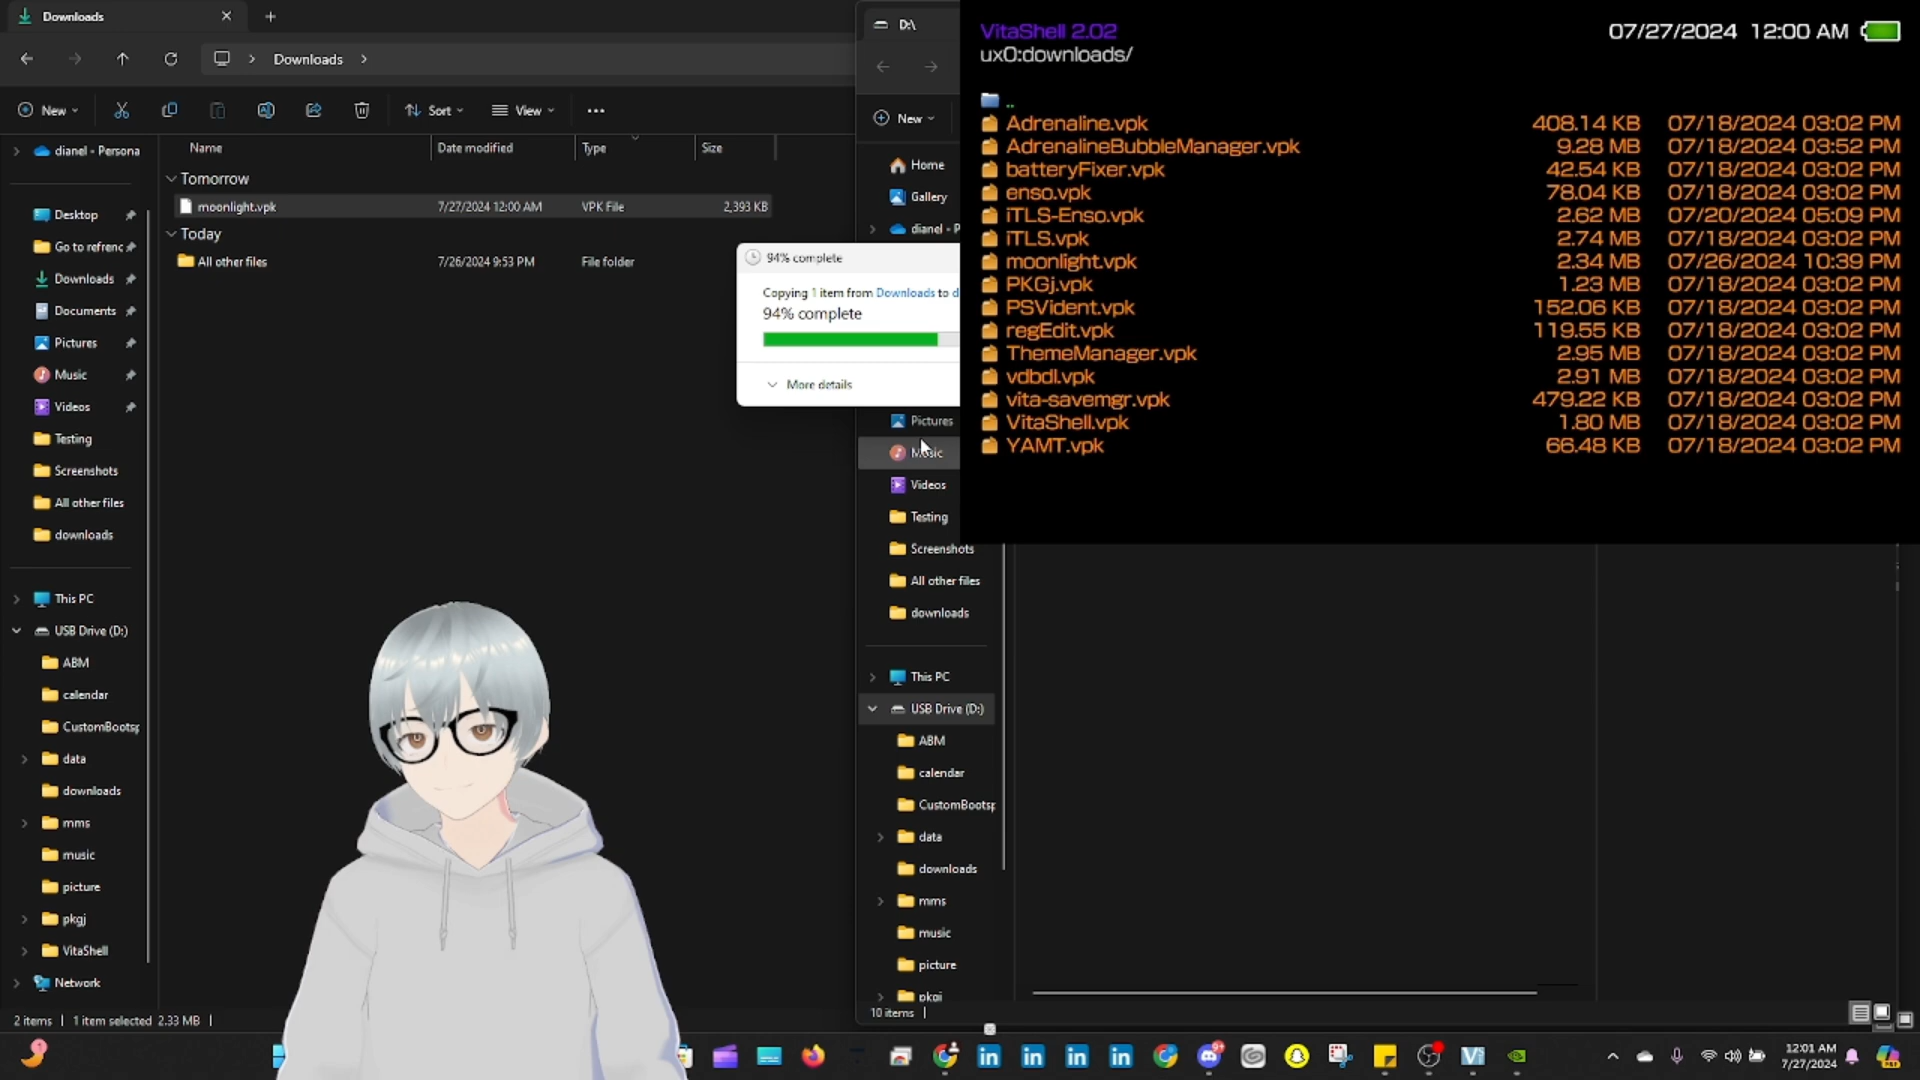 Downloads
Downloads
New
Sort
View
dianel - Persona
Desktop
Go to refrenc
Downloads
Documents
Pictures
Music
Videos
Testing
Screenshots
All other files
downloads
This PC
USB Drive (D:)
ABM
calendar
CustomBootsp
data
downloads
mms
music
picture
pkgj
VitaShell
Network
Name Date modified Type Size
Tomorrow
moonlight.vpk 7/27/2024 12:00 AM VPK File 2,393 KB
Today
All other files 7/26/2024 9:53 PM File folder
2 items 1 item selected 2.33 MB
94% complete
Copying 1 item from Downloads to d
94% complete
More details
D:\
New
Home
Gallery
dianel - P
Pictures
Music
Videos
Testing
Screenshots
All other files
downloads
This PC
USB Drive (D:)
ABM
calendar
CustomBootsp
data
downloads
mms
music
picture
pkgj
10 items
VitaShell 2.02 07/27/2024 12:00 AM
ux0:downloads/
..
Adrenaline.vpk 408.14 KB 07/18/2024 03:02 PM
AdrenalineBubbleManager.vpk 9.28 MB 07/18/2024 03:52 PM
batteryFixer.vpk 42.54 KB 07/18/2024 03:02 PM
enso.vpk 78.04 KB 07/18/2024 03:02 PM
iTLS-Enso.vpk 2.62 MB 07/20/2024 05:09 PM
iTLS.vpk 2.74 MB 07/18/2024 03:02 PM
moonlight.vpk 2.34 MB 07/26/2024 10:39 PM
PKGj.vpk 1.23 MB 07/18/2024 03:02 PM
PSVident.vpk 152.06 KB 07/18/2024 03:02 PM
regEdit.vpk 119.55 KB 07/18/2024 03:02 PM
ThemeManager.vpk 2.95 MB 07/18/2024 03:02 PM
vdbdl.vpk 2.91 MB 07/18/2024 03:02 PM
vita-savemgr.vpk 479.22 KB 07/18/2024 03:02 PM
VitaShell.vpk 1.80 MB 07/18/2024 03:02 PM
YAMT.vpk 66.48 KB 07/18/2024 03:02 PM
12:01 AM
7/27/2024